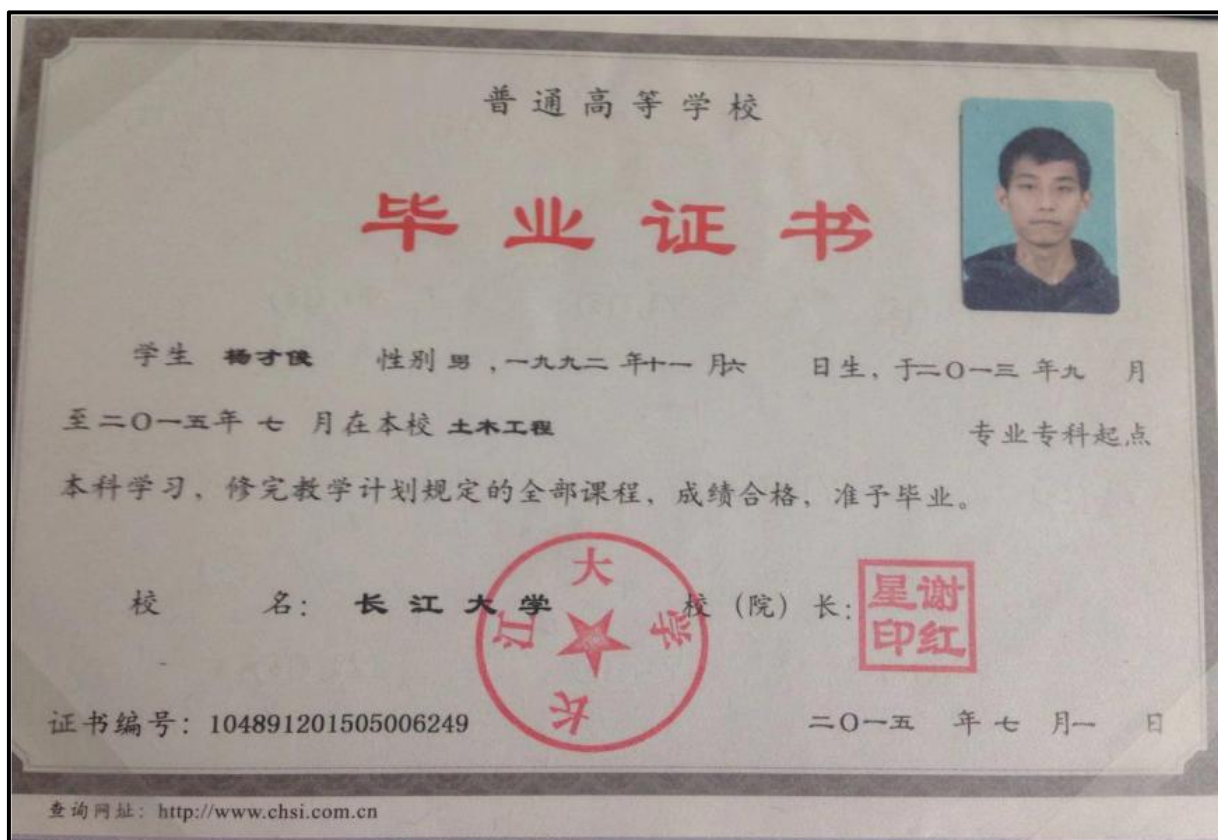 普通高等学校
毕业证书
学生 杨才俊 性别 男 , 一九九二 年十一 月六 日生, 于二〇一三 年九 月
至二〇一五年 七 月在本校 土木工程 专业专科起点
本科学习, 修完教学计划规定的全部课程, 成绩合格, 准予毕业。
校 名: 长江大学 校 (院) 长:
长江大学
谢红星印
证书编号: 104891201505006249 二〇一五 年 七 月一 日
查询网址: http://www.chsi.com.cn